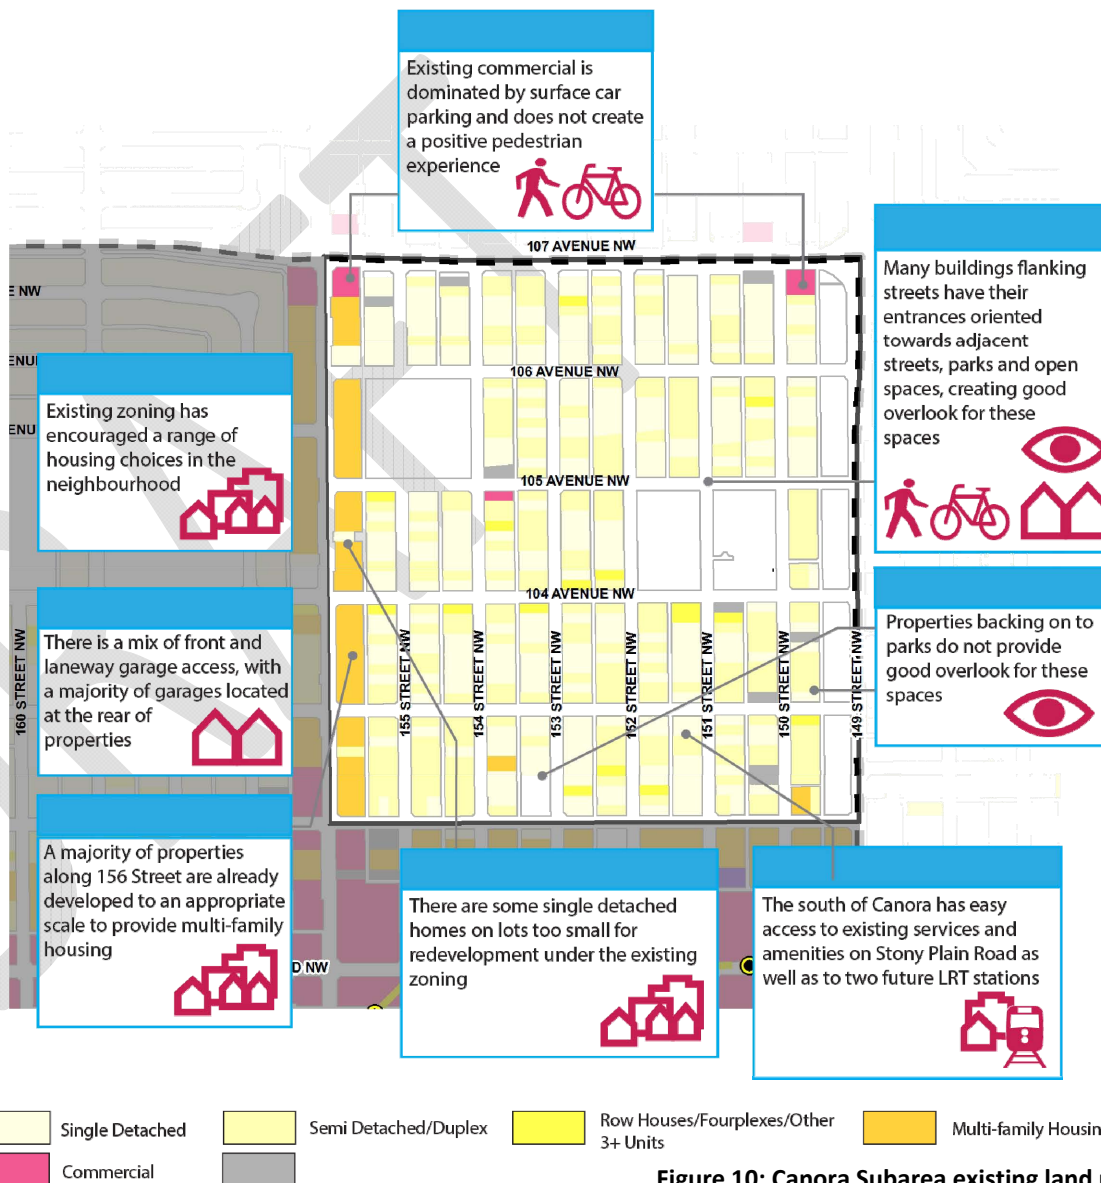 Existing commercial is
dominated by surface car
parking and does not create
a positive pedestrian
experience
107 AVENUE NW
Many buildings flanking
streets have their
entrances oriented
towards adjacent
streets, parks and open
spaces, creating good
overlook for these
spaces
E NW
ENU
ENU
106 AVENUE NW
Existing zoning has
encouraged a range of
housing choices in the
neighbourhood
105 AVENUE NW
104 AVENUE NW
Properties backing on to
parks do not provide
good overlook for these
spaces
There is a mix of front and
laneway garage access, with
a majority of garages located
at the rear of
properties
160 STREET NW
155 STREET NW
154 STREET NW
153 STREET NW
152 STREET NW
151 STREET NW
150 STREET NW
149 STREET NW
A majority of properties
along 156 Street are already
developed to an appropriate
scale to provide multi-family
housing
D NW
There are some single detached
homes on lots too small for
redevelopment under the existing
zoning
The south of Canora has easy
access to existing services and
amenities on Stony Plain Road as
well as to two future LRT stations
Single Detached
Semi Detached/Duplex
Row Houses/Fourplexes/Other
3+ Units
Multi-family Housin
Commercial
Figure 10: Canora Subarea existing land